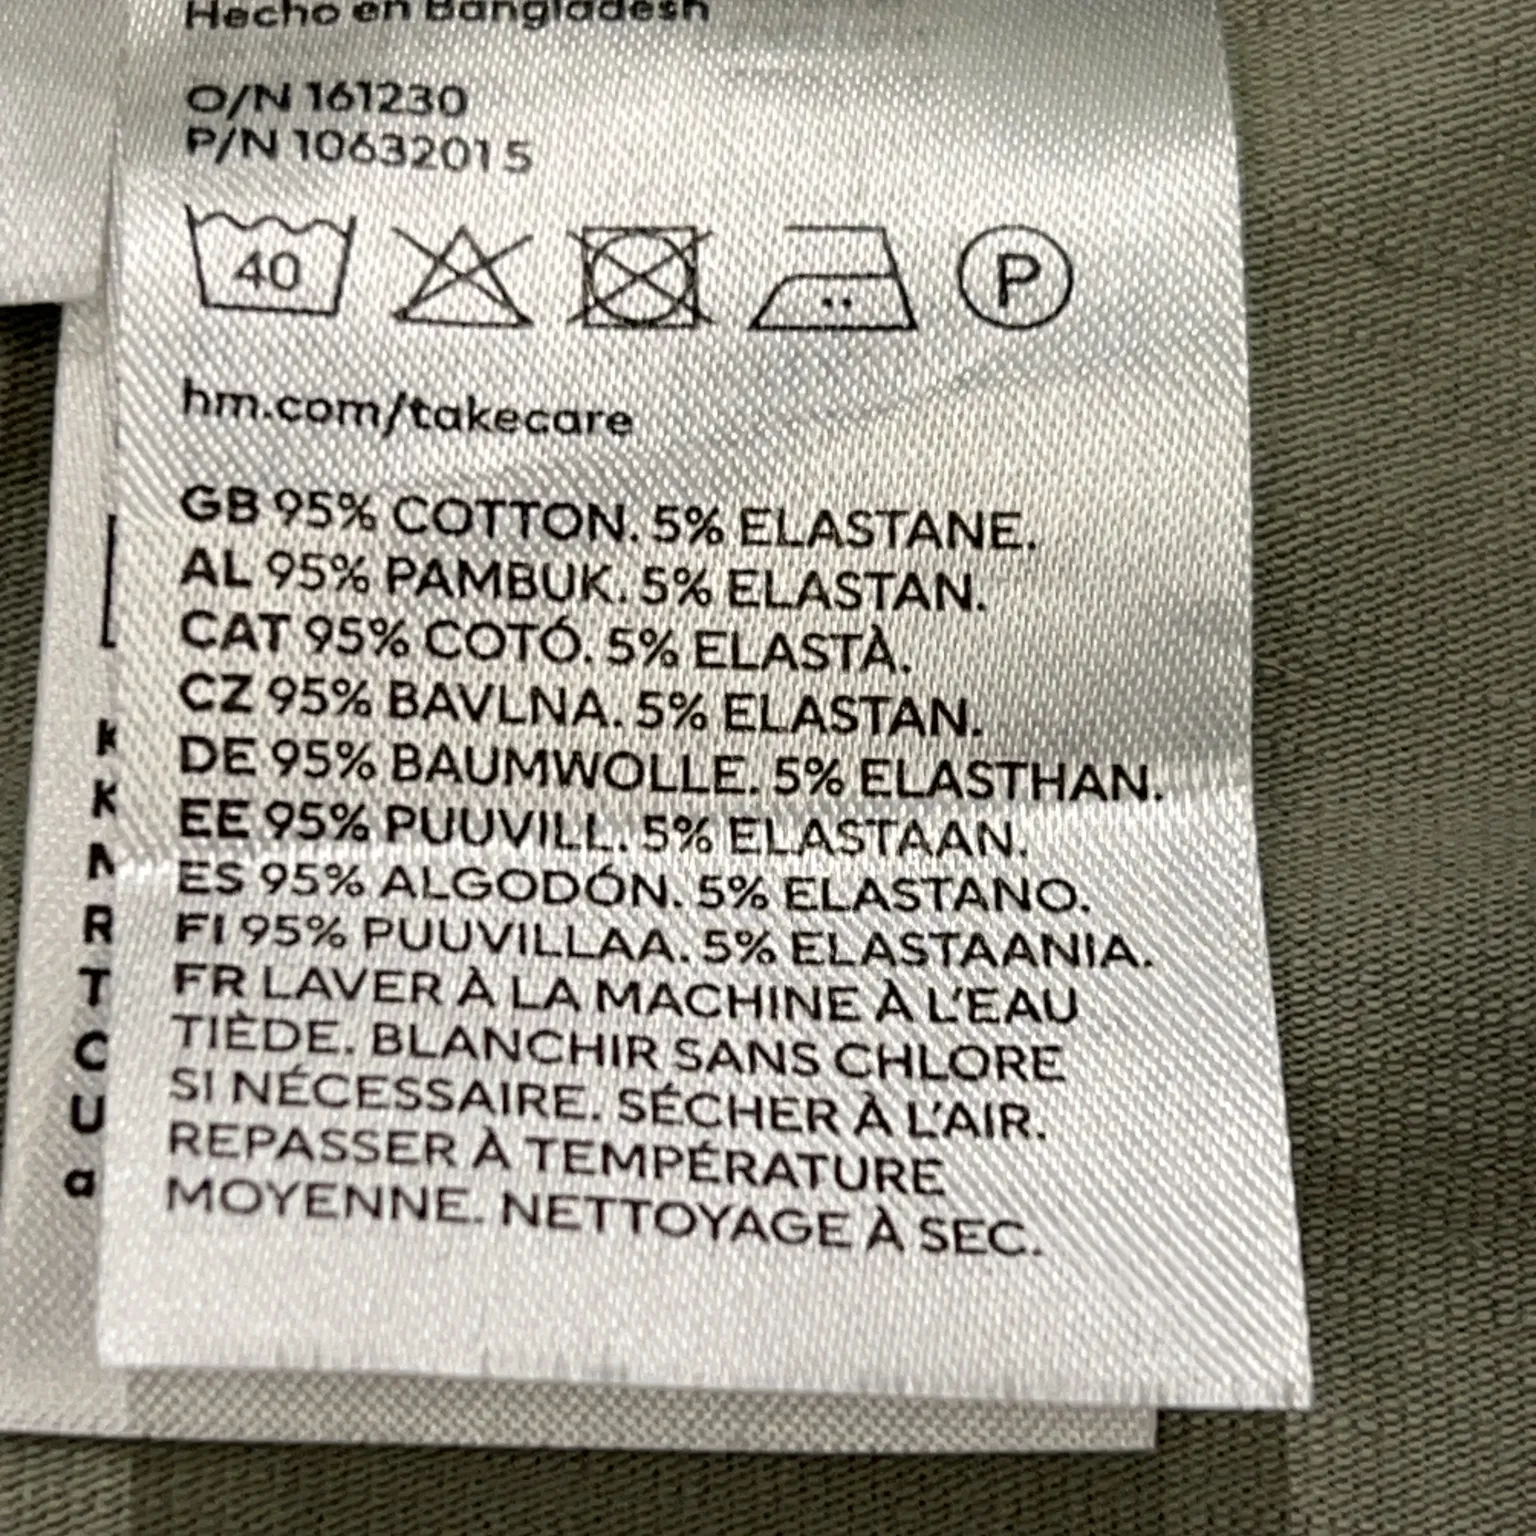 Hecho en Bangladesh
O/N 161230
P/N 10632015
40
P
hm.com/takecare
GB 95% COTTON. 5% ELASTANE.
AL 95% PAMBUK. 5% ELASTAN.
CAT 95% COTÓ. 5% ELASTÀ.
CZ 95% BAVLNA. 5% ELASTAN.
DE 95% BAUMWOLLE. 5% ELASTHAN.
EE 95% PUUVILL. 5% ELASTAAN.
ES 95% ALGODÓN. 5% ELASTANO.
FI 95% PUUVILLAA. 5% ELASTAANIA.
FR LAVER À LA MACHINE À L'EAU
TIÈDE. BLANCHIR SANS CHLORE
SI NÉCESSAIRE. SÉCHER À L'AIR.
REPASSER À TEMPÉRATURE
MOYENNE. NETTOYAGE À SEC.